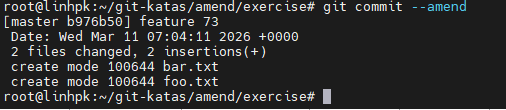 root@linhpk:~/git-katas/amend/exercise# git commit --amend
[master b976b50] feature 73
 Date: Wed Mar 11 07:04:11 2026 +0000
 2 files changed, 2 insertions(+)
 create mode 100644 bar.txt
 create mode 100644 foo.txt
root@linhpk:~/git-katas/amend/exercise#